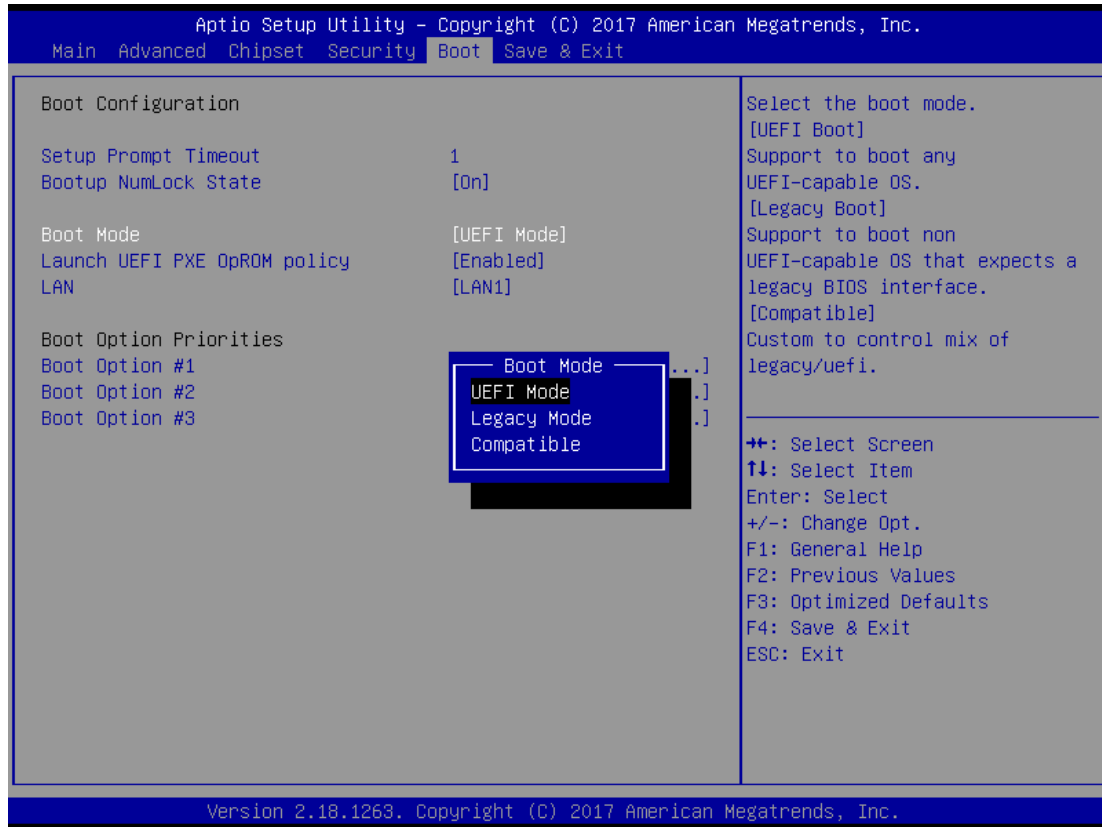 Aptio Setup Utility – Copyright (C) 2017 American Megatrends, Inc.
Main Advanced Chipset Security Boot Save & Exit
Boot Configuration
Setup Prompt Timeout 1
Bootup NumLock State [On]
Boot Mode [UEFI Mode]
Launch UEFI PXE OpROM policy [Enabled]
LAN [LAN1]
Boot Option Priorities
Boot Option #1 ...]
Boot Option #2 .]
Boot Option #3 .]
Boot Mode
UEFI Mode
Legacy Mode
Compatible
Select the boot mode.
[UEFI Boot]
Support to boot any
UEFI-capable OS.
[Legacy Boot]
Support to boot non
UEFI-capable OS that expects a
legacy BIOS interface.
[Compatible]
Custom to control mix of
legacy/uefi.
→←: Select Screen
↑↓: Select Item
Enter: Select
+/-: Change Opt.
F1: General Help
F2: Previous Values
F3: Optimized Defaults
F4: Save & Exit
ESC: Exit
Version 2.18.1263. Copyright (C) 2017 American Megatrends, Inc.